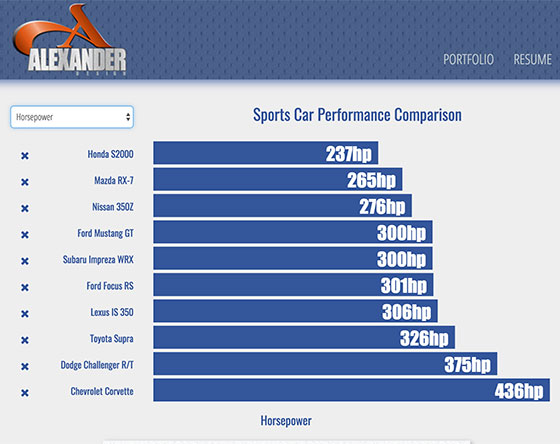 ALEXANDER
DESIGN
PORTFOLIO RESUME
Horsepower
Sports Car Performance Comparison
Honda S2000 237hp
Mazda RX-7 265hp
Nissan 350Z 276hp
Ford Mustang GT 300hp
Subaru Impreza WRX 300hp
Ford Focus RS 301hp
Lexus IS 350 306hp
Toyota Supra 326hp
Dodge Challenger R/T 375hp
Chevrolet Corvette 436hp
Horsepower